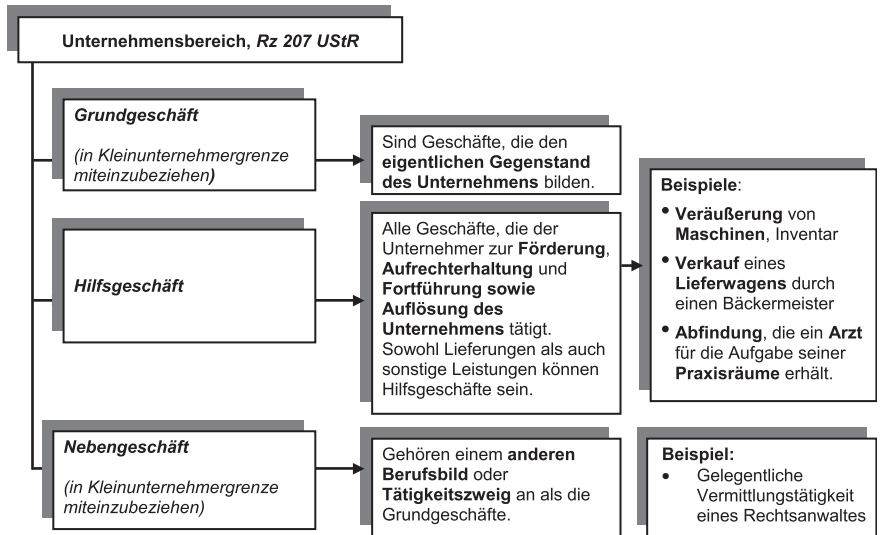 Unternehmensbereich, Rz 207 UStR
Grundgeschäft
(in Kleinunternehmergrenze
miteinzubeziehen)
Sind Geschäfte, die den
eigentlichen Gegenstand
des Unternehmens bilden.
Hilfsgeschäft
Alle Geschäfte, die der
Unternehmer zur Förderung,
Aufrechterhaltung und
Fortführung sowie
Auflösung des
Unternehmens tätigt.
Sowohl Lieferungen als auch
sonstige Leistungen können
Hilfsgeschäfte sein.
Beispiele:
• Veräußerung von
Maschinen, Inventar
• Verkauf eines
Lieferwagens durch
einen Bäckermeister
• Abfindung, die ein Arzt
für die Aufgabe seiner
Praxisräume erhält.
Nebengeschäft
(in Kleinunternehmergrenze
miteinzubeziehen)
Gehören einem anderen
Berufsbild oder
Tätigkeitszweig an als die
Grundgeschäfte.
Beispiel:
• Gelegentliche
Vermittlungstätigkeit
eines Rechtsanwaltes